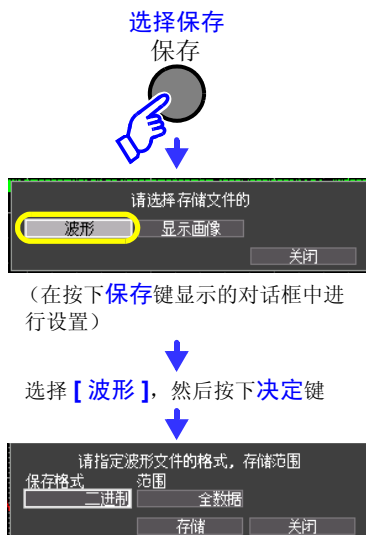 选择保存
保存
请选择存储文件的
波形 显示画像
关闭
（在按下保存键显示的对话框中进
行设置）
选择 [ 波形 ]，然后按下决定键
请指定波形文件的格式，存储范围
保存格式 范围
二进制 全数据
存储 关闭